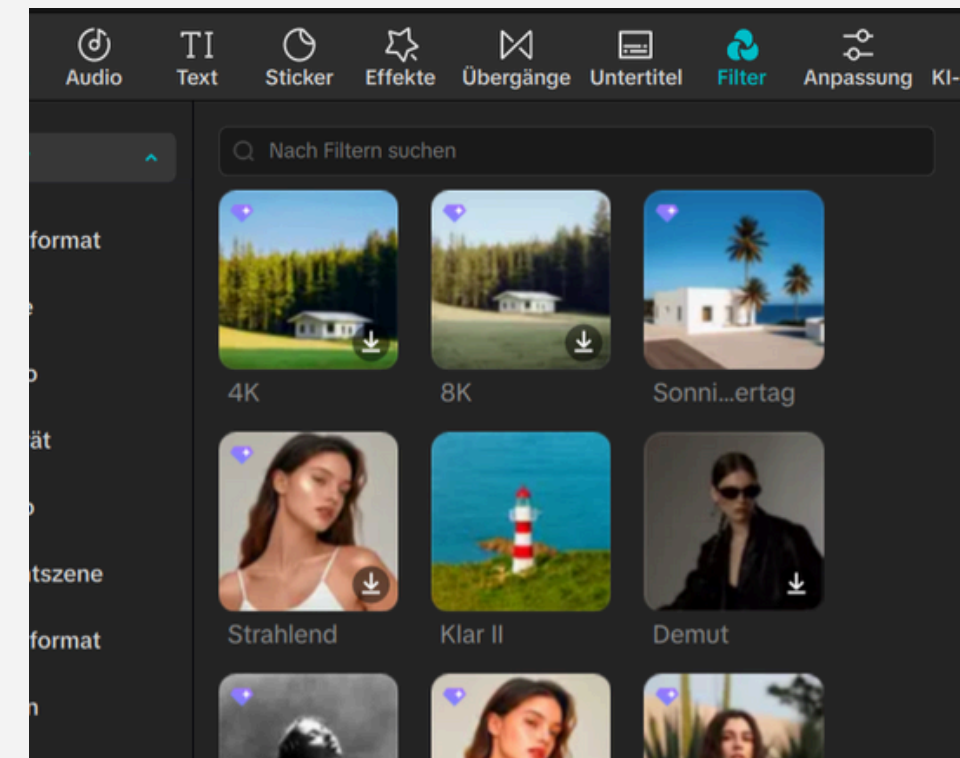 Audio Text Sticker Effekte Übergänge Untertitel Filter Anpassung KI-
Nach Filtern suchen
format
4K 8K Sonni...ertag
ät
Strahlend Klar II Demut
tszene
format